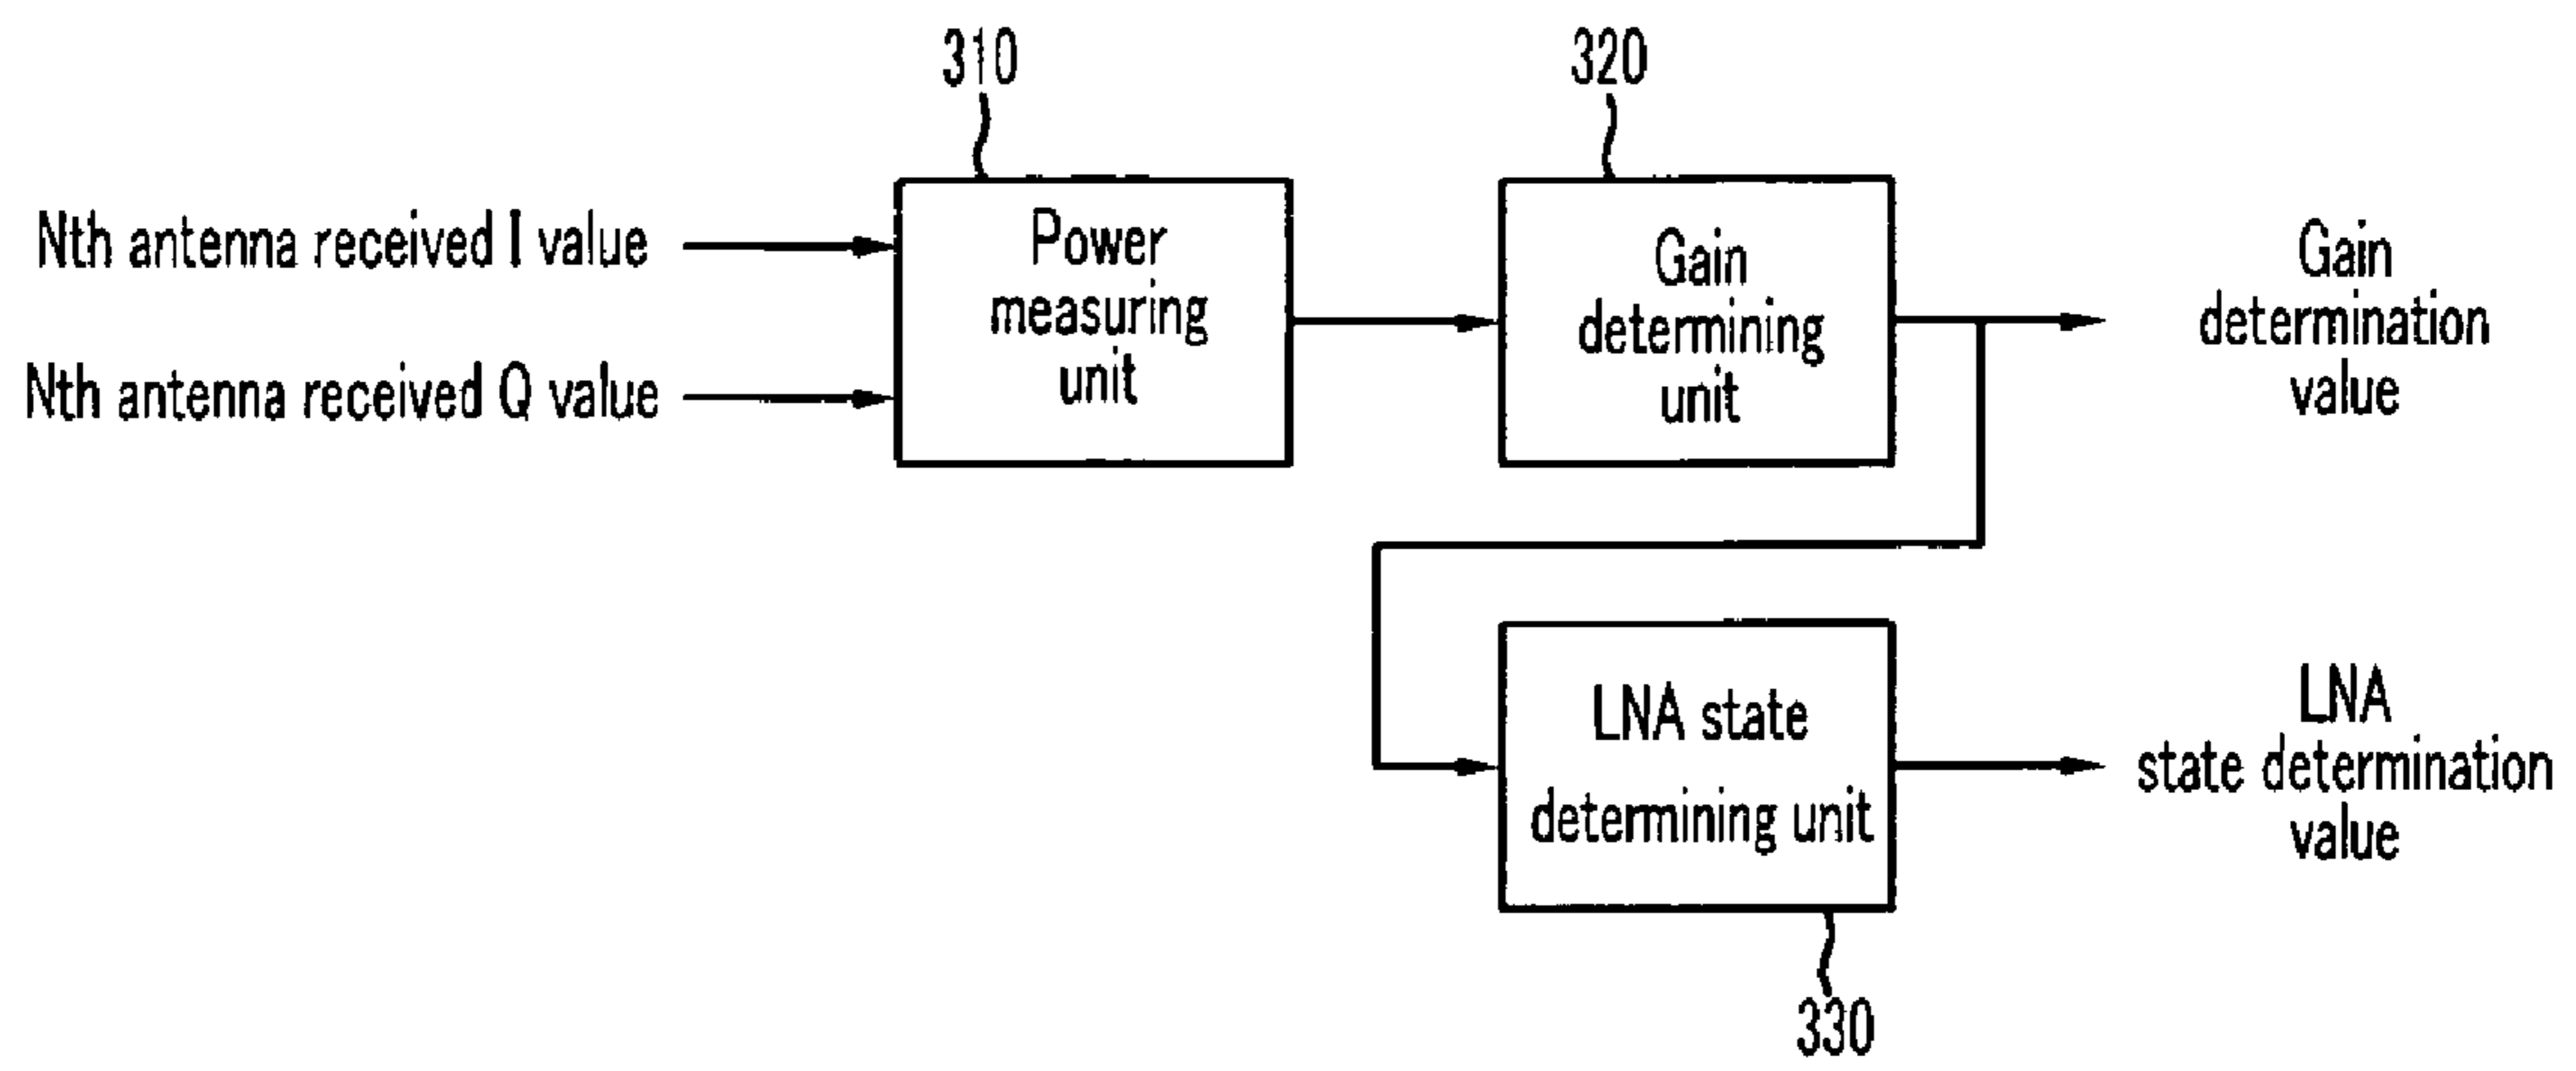 310
320
Nth antenna received I value
Nth antenna received Q value
Power
measuring
unit
Gain
determining
unit
Gain
determination
value
LNA state
determining unit
LNA
state determination
value
330